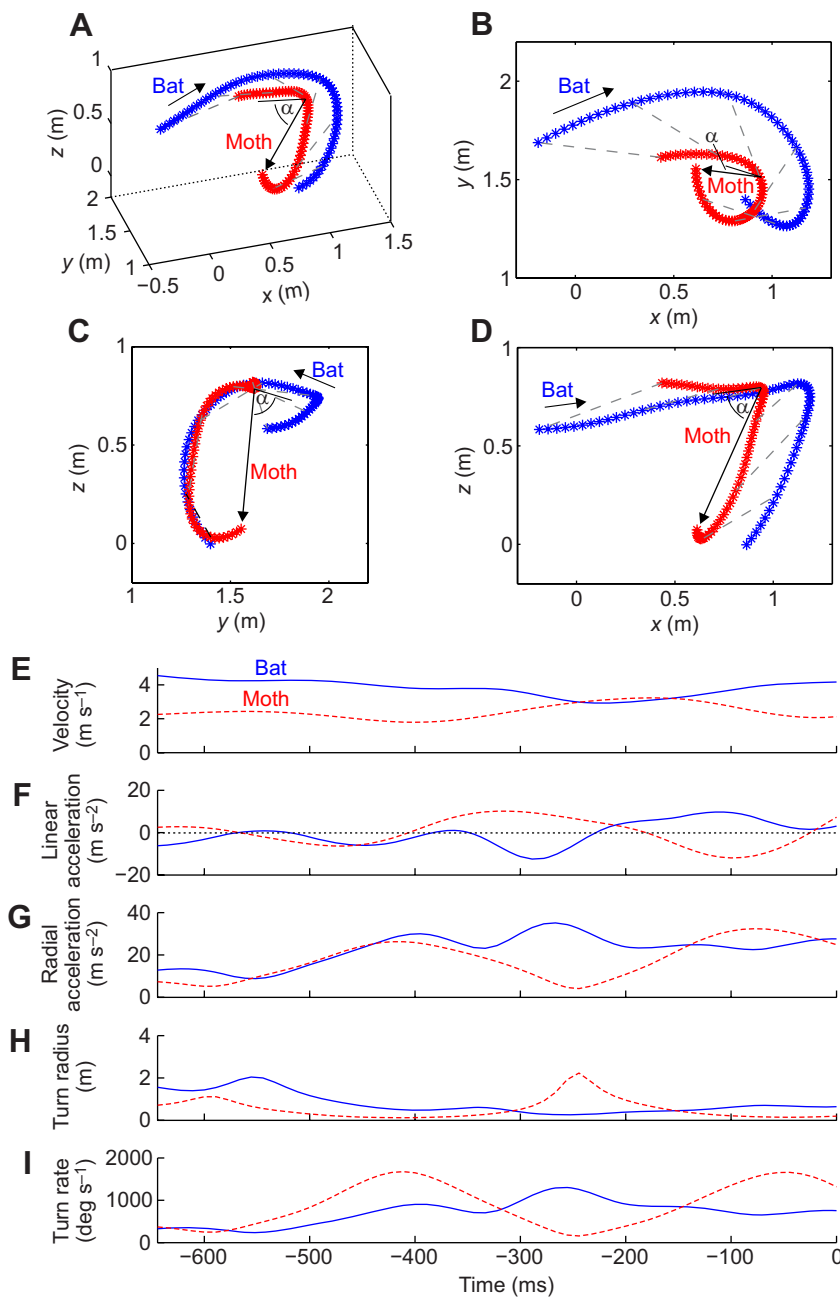 A
B
1
0.5
0
z (m)
2
1.5
1
y (m)
−0.5
0
0.5
1
1.5
x (m)
Bat
α
Moth
2
1.5
1
y (m)
0
0.5
1
x (m)
Bat
α
Moth
C
D
1
0.5
0
z (m)
1
1.5
2
y (m)
Bat
α
Moth
1
0.5
0
z (m)
0
0.5
1
x (m)
Bat
α
Moth
E
Velocity
(m s−1)
4
2
0
Bat
Moth
F
Linear
acceleration
(m s−2)
20
0
−20
G
Radial
acceleration
(m s−2)
40
20
0
H
Turn radius
(m)
4
2
0
I
Turn rate
(deg s−1)
2000
1000
0
−600 −500 −400 −300 −200 −100 0
Time (ms)